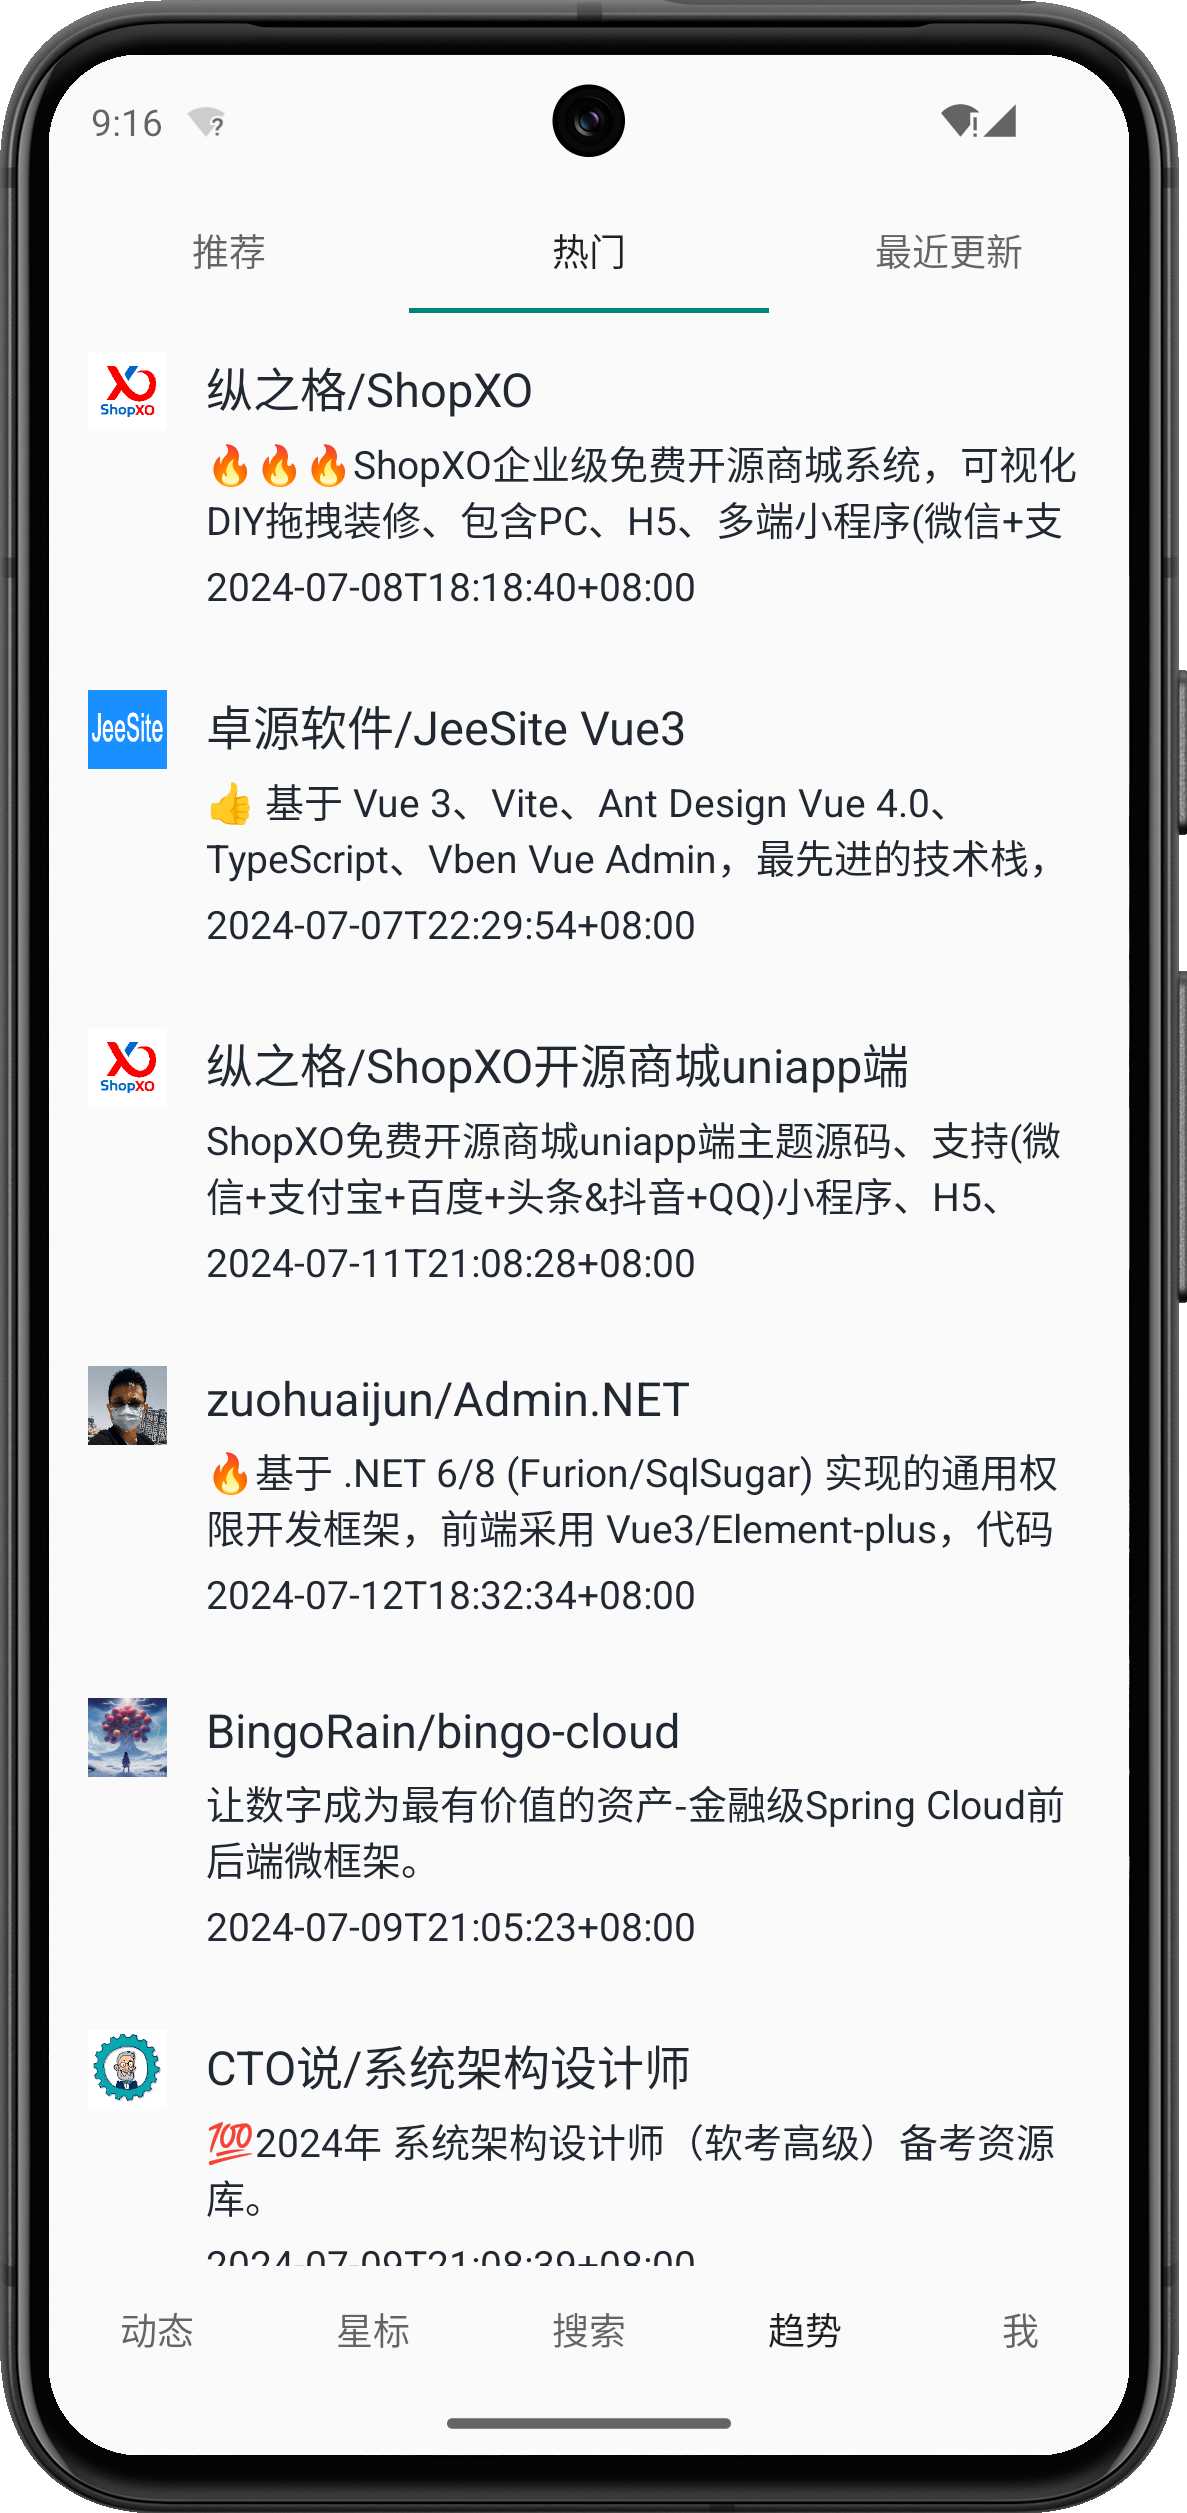 9:16
推荐
热门
最近更新
ShopXO
纵之格/ShopXO
🔥🔥🔥ShopXO企业级免费开源商城系统，可视化
DIY拖拽装修、包含PC、H5、多端小程序(微信+支
2024-07-08T18:18:40+08:00
JeeSite
卓源软件/JeeSite Vue3
👍 基于 Vue 3、Vite、Ant Design Vue 4.0、
TypeScript、Vben Vue Admin，最先进的技术栈，
2024-07-07T22:29:54+08:00
ShopXO
纵之格/ShopXO开源商城uniapp端
ShopXO免费开源商城uniapp端主题源码、支持(微
信+支付宝+百度+头条&抖音+QQ)小程序、H5、
2024-07-11T21:08:28+08:00
zuohuaijun/Admin.NET
🔥基于 .NET 6/8 (Furion/SqlSugar) 实现的通用权
限开发框架，前端采用 Vue3/Element-plus，代码
2024-07-12T18:32:34+08:00
BingoRain/bingo-cloud
让数字成为最有价值的资产-金融级Spring Cloud前
后端微框架。
2024-07-09T21:05:23+08:00
CTO说/系统架构设计师
💯2024年 系统架构设计师（软考高级）备考资源
库。
2024-07-09T21:08:39+08:00
动态
星标
搜索
趋势
我